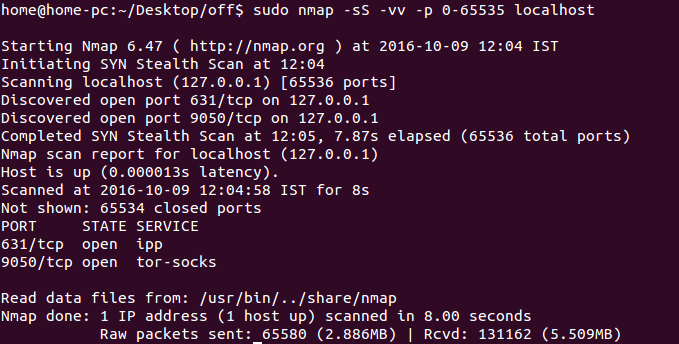 home@home-pc:~/Desktop/off$ sudo nmap -sS -vv -p 0-65535 localhost
Starting Nmap 6.47 ( http://nmap.org ) at 2016-10-09 12:04 IST
Initiating SYN Stealth Scan at 12:04
Scanning localhost (127.0.0.1) [65536 ports]
Discovered open port 631/tcp on 127.0.0.1
Discovered open port 9050/tcp on 127.0.0.1
Completed SYN Stealth Scan at 12:05, 7.87s elapsed (65536 total ports)
Nmap scan report for localhost (127.0.0.1)
Host is up (0.000013s latency).
Scanned at 2016-10-09 12:04:58 IST for 8s
Not shown: 65534 closed ports
PORT     STATE SERVICE
631/tcp  open  ipp
9050/tcp open  tor-socks
Read data files from: /usr/bin/../share/nmap
Nmap done: 1 IP address (1 host up) scanned in 8.00 seconds
           Raw packets sent: 65580 (2.886MB) | Rcvd: 131162 (5.509MB)